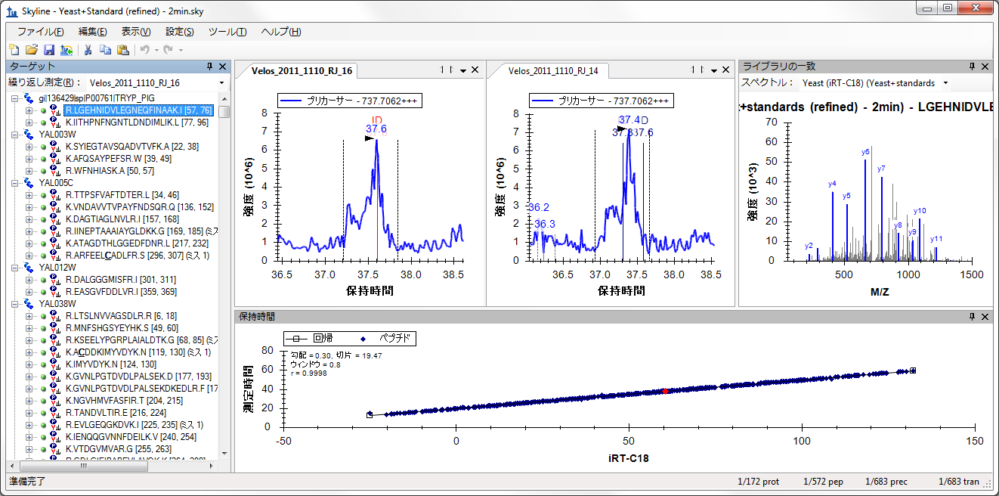 Skyline - Yeast+Standard (refined) - 2min.sky
ファイル(F) 編集(E) 表示(V) 設定(S) ツール(T) ヘルプ(H)
ターゲット
繰り返し測定(R)： Velos_2011_1110_RJ_16
gi|136429|sp|P00761|TRYP_PIG
R.LGEHNIDVLEGNEQFINAAK.I [57, 76]
K.IITHPNFNGNTLDNDIMLIK.L [77, 96]
YAL003W
K.SYIEGTAVSQADVTVFK.A [22, 38]
K.AFQSAYPEFSR.W [39, 49]
R.WFNHIASK.A [50, 57]
YAL005C
R.TTPSFVAFTDTER.L [34, 46]
K.VNDAVVTVPAYFNDSQR.Q [136, 152]
K.DAGTIAGLNVLR.I [157, 168]
R.IINEPTAAAIAYGLDKK.G [169, 185] (ミス
K.ATAGDTHLGGEDFDNR.L [217, 232]
R.ARFEELCADLFR.S [296, 307] (ミス 1)
YAL012W
R.DALGGGMISFR.I [301, 311]
R.EASGVFDDLVR.I [359, 369]
YAL038W
R.LTSLNVVAGSDLR.R [6, 18]
R.MNFSHGSYEYHK.S [49, 60]
R.KSEELYPGRPLAIALDTK.G [68, 85] (ミス
K.ACDDKIMYVDYK.N [119, 130] (ミス 1)
K.IMYVDYK.N [124, 130]
K.GVNLPGTDVDLPALSEK.D [177, 193]
K.GVNLPGTDVDLPALSEKDKEDLR.F [17
K.NGVHMVFASFIR.T [204, 215]
R.TANDVLTIR.E [216, 224]
R.EVLGEQGKDVK.I [225, 235] (ミス 1)
K.IENQQGVNNFDEILK.V [240, 254]
K.VTDGVMVAR.G [255, 263]
Velos_2011_1110_RJ_16
プリカーサー - 737.7062+++
ID
37.6
強度 (10^6)
8
7
6
5
4
3
2
1
0
36.5 37.0 37.5 38.0 38.5
保持時間
Velos_2011_1110_RJ_14
プリカーサー - 737.7062+++
37.4 D
37.3 37.6
36.2
36.3
強度 (10^6)
8
7
6
5
4
3
2
1
0
36.5 37.0 37.5 38.0 38.5
保持時間
ライブラリの一致
スペクトル： Yeast (iRT-C18) (Yeast+standards
t+standards (refined) - 2min) - LGEHNIDVLE
強度 (10^3)
70
60
50
40
30
20
10
0
y2 y4 y5 y6 y7 y8 y9 y10 y11
500 1000 1500
M/Z
保持時間
回帰 ペプチド
勾配 = 0.30, 切片 = 19.47
ウィンドウ = 0.8
r = 0.9998
測定時間
80
60
40
20
0
-50 0 50 100 150
iRT-C18
準備完了 1/172 prot 1/572 pep 1/683 prec 1/683 tran